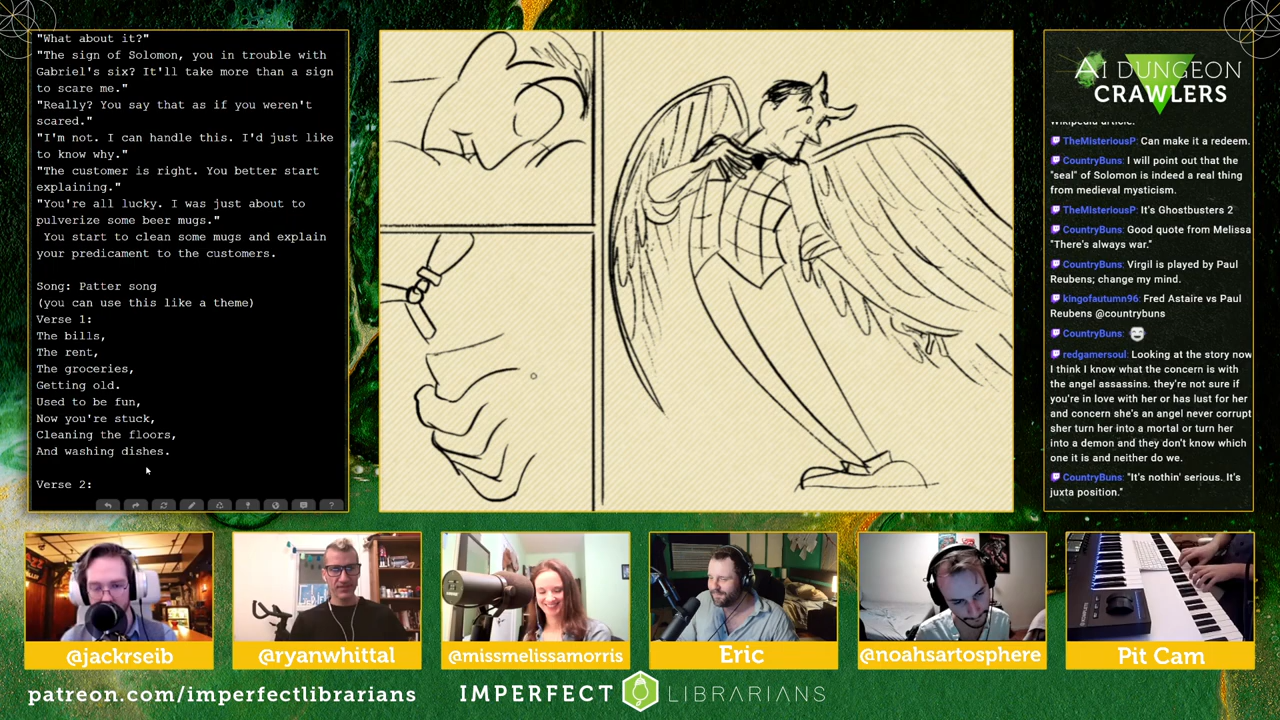 "What about it?"
"The sign of Solomon, you in trouble with
Gabriel's six? It'll take more than a sign
to scare me."
"Really? You say that as if you weren't
scared."
"I'm not. I can handle this. I'd just like
to know why."
"The customer is right. You better start
explaining."
"You're all lucky. I was just about to
pulverize some beer mugs."
You start to clean some mugs and explain
your predicament to the customers.
Song: Patter song
(you can use this like a theme)
Verse 1:
The bills,
The rent,
The groceries,
Getting old.
Used to be fun,
Now you're stuck,
Cleaning the floors,
And washing dishes.
Verse 2:
AI DUNGEON
CRAWLERS
Wikipedia article.
TheMisteriousP: Can make it a redeem.
CountryBuns: I will point out that the
"seal" of Solomon is indeed a real thing
from medieval mysticism.
TheMisteriousP: It's Ghostbusters 2
CountryBuns: Good quote from Melissa
"There's always war."
CountryBuns: Virgil is played by Paul
Reubens; change my mind.
kingofautumn96: Fred Astaire vs Paul
Reubens @countrybuns
CountryBuns:
redgamersoul: Looking at the story now
I think I know what the concern is with
the angel assassins. they're not sure if
you're in love with her or has lust for her
and concern she's an angel never corrupt
sher turn her into a mortal or turn her
into a demon and they don't know which
one it is and neither do we.
CountryBuns: "It's nothin' serious. It's
juxta position."
@jackrseib
@ryanwhittal
@missmelissamorris
Eric
@noahsartosphere
Pit Cam
patreon.com/imperfectlibrarians
IMPERFECT LIBRARIANS